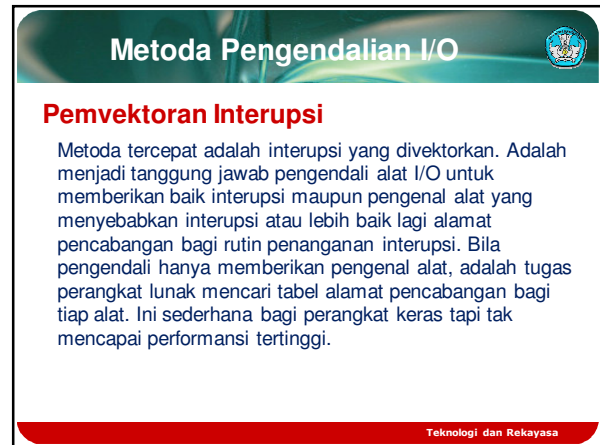 Metoda Pengendalian I/O
Pemvektoran Interupsi
Metoda tercepat adalah interupsi yang divektorkan. Adalah
menjadi tanggung jawab pengendali alat I/O untuk
memberikan baik interupsi maupun pengenal alat yang
menyebabkan interupsi atau lebih baik lagi alamat
pencabangan bagi rutin penanganan interupsi. Bila
pengendali hanya memberikan pengenal alat, adalah tugas
perangkat lunak mencari tabel alamat pencabangan bagi
tiap alat. Ini sederhana bagi perangkat keras tapi tak
mencapai performansi tertinggi.
Teknologi dan Rekayasa